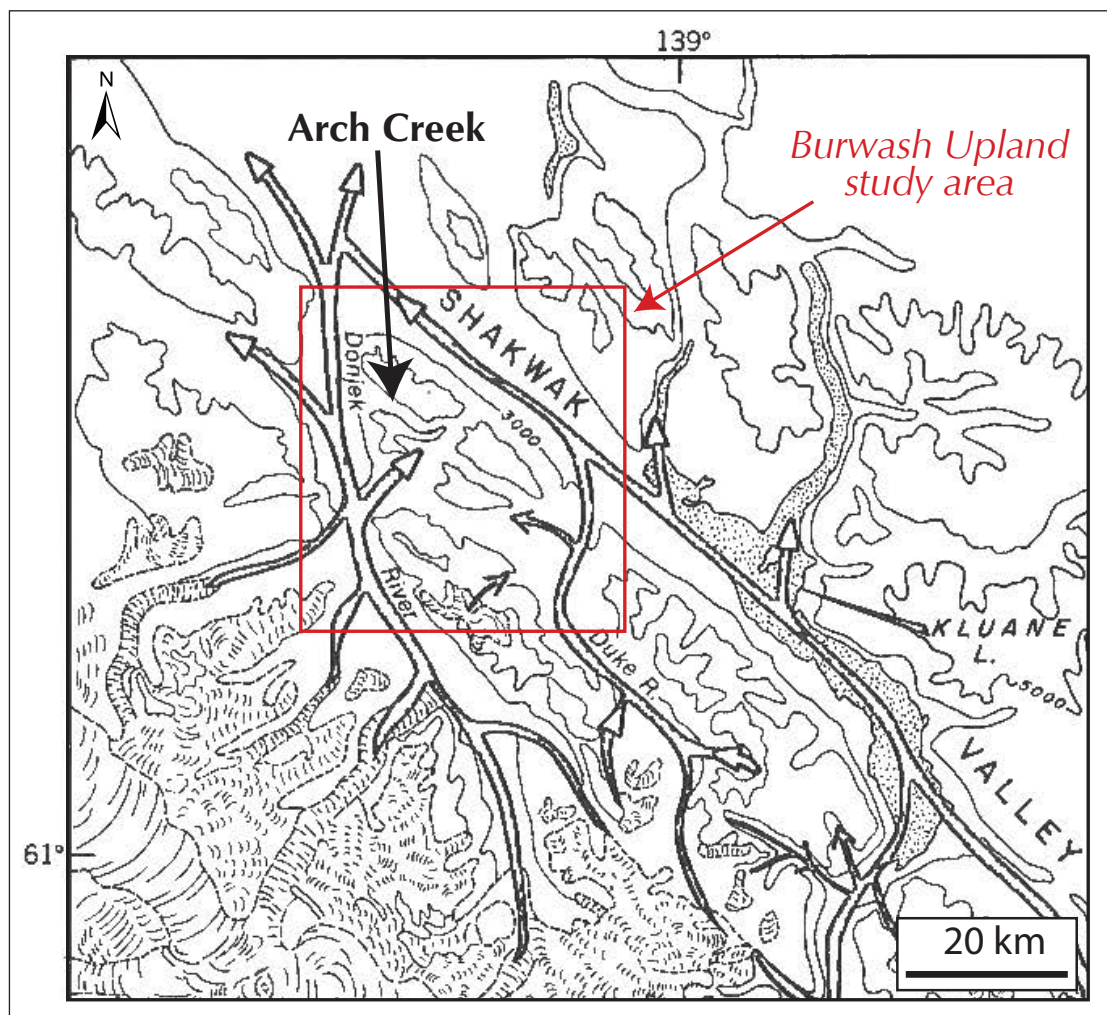 139°
N
Arch Creek
Burwash Upland
study area
SHAKWAK
Donjek
3000
River
Duke R.
KLUANE
L.
5000
VALLEY
61°
20 km